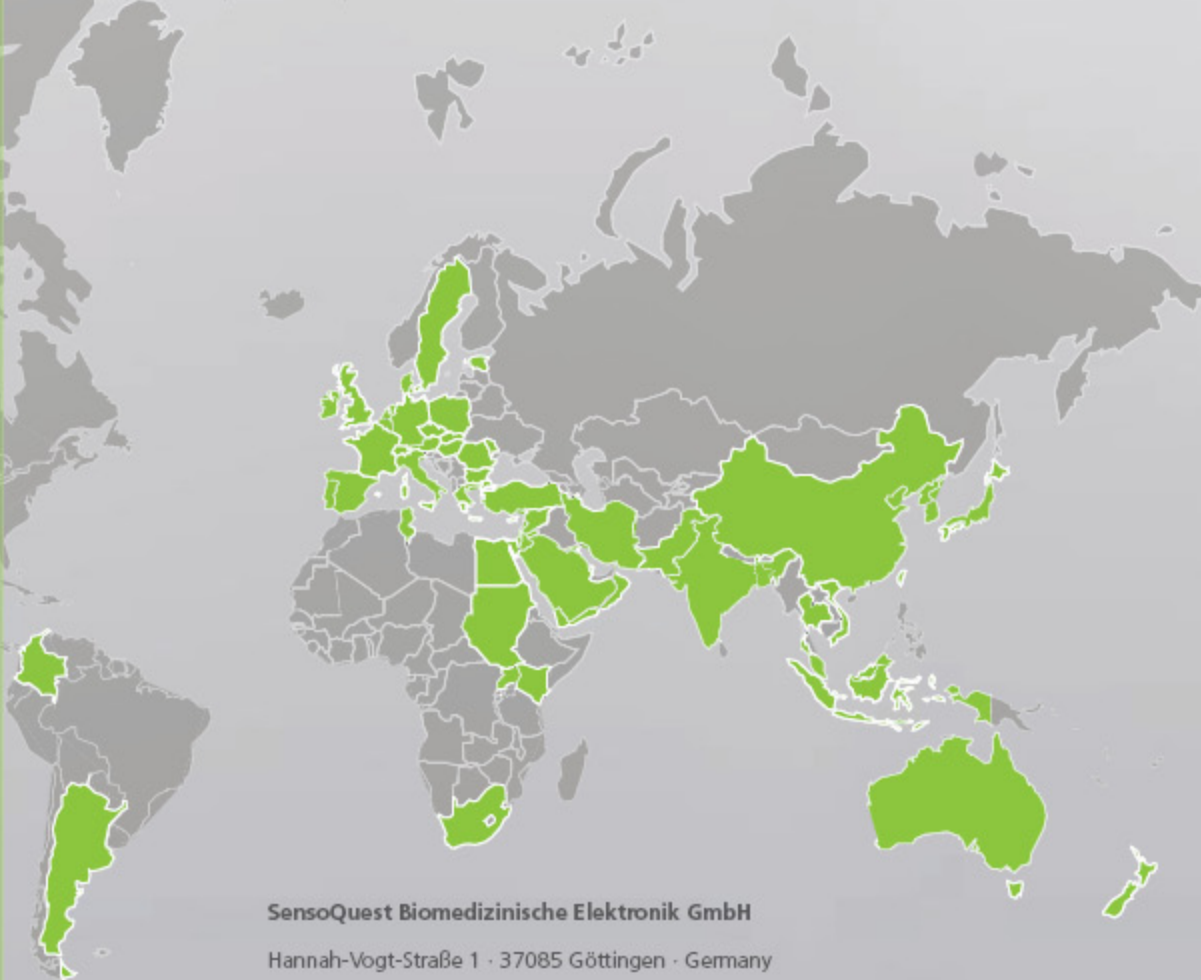 SensoQuest Biomedizinische Elektronik GmbH
Hannah-Vogt-Straße 1 · 37085 Göttingen · Germany